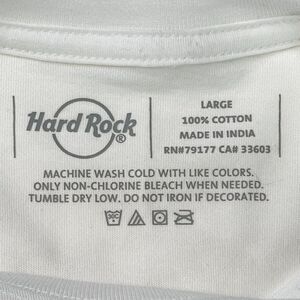 Hard Rock®
LARGE
100% COTTON
MADE IN INDIA
RN#79177 CA# 33603
MACHINE WASH COLD WITH LIKE COLORS.
ONLY NON-CHLORINE BLEACH WHEN NEEDED.
TUMBLE DRY LOW. DO NOT IRON IF DECORATED.